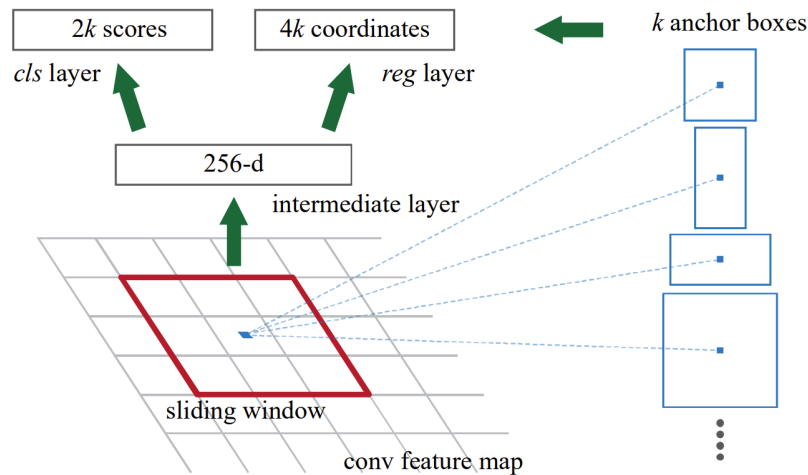 2k scores
4k coordinates
k anchor boxes
cls layer
reg layer
256-d
intermediate layer
sliding window
conv feature map